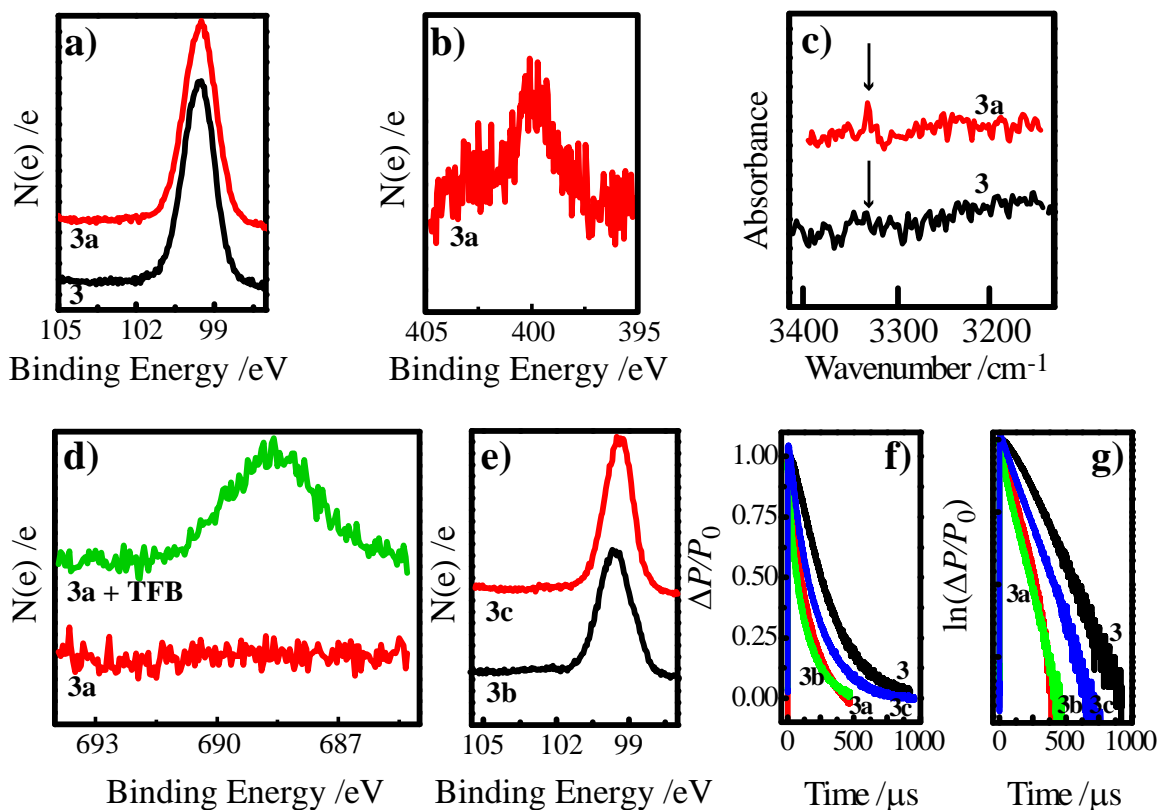 a)
N(e) /e
3a
3
105 102 99
Binding Energy /eV
b)
N(e) /e
3a
405 400 395
Binding Energy /eV
c)
Absorbance
3a
3
3400 3300 3200
Wavenumber /cm-1
d)
N(e) /e
3a + TFB
3a
693 690 687
Binding Energy /eV
e)
N(e) /e
3c
3b
105 102 99
Binding Energy /eV
f)
ΔP/P0
1.00
0.75
0.50
0.25
0.00
3b
3a
3
3c
0 500 1000
Time /μs
g)
ln(ΔP/P0)
3a
3
3b
3c
0 500 1000
Time /μs